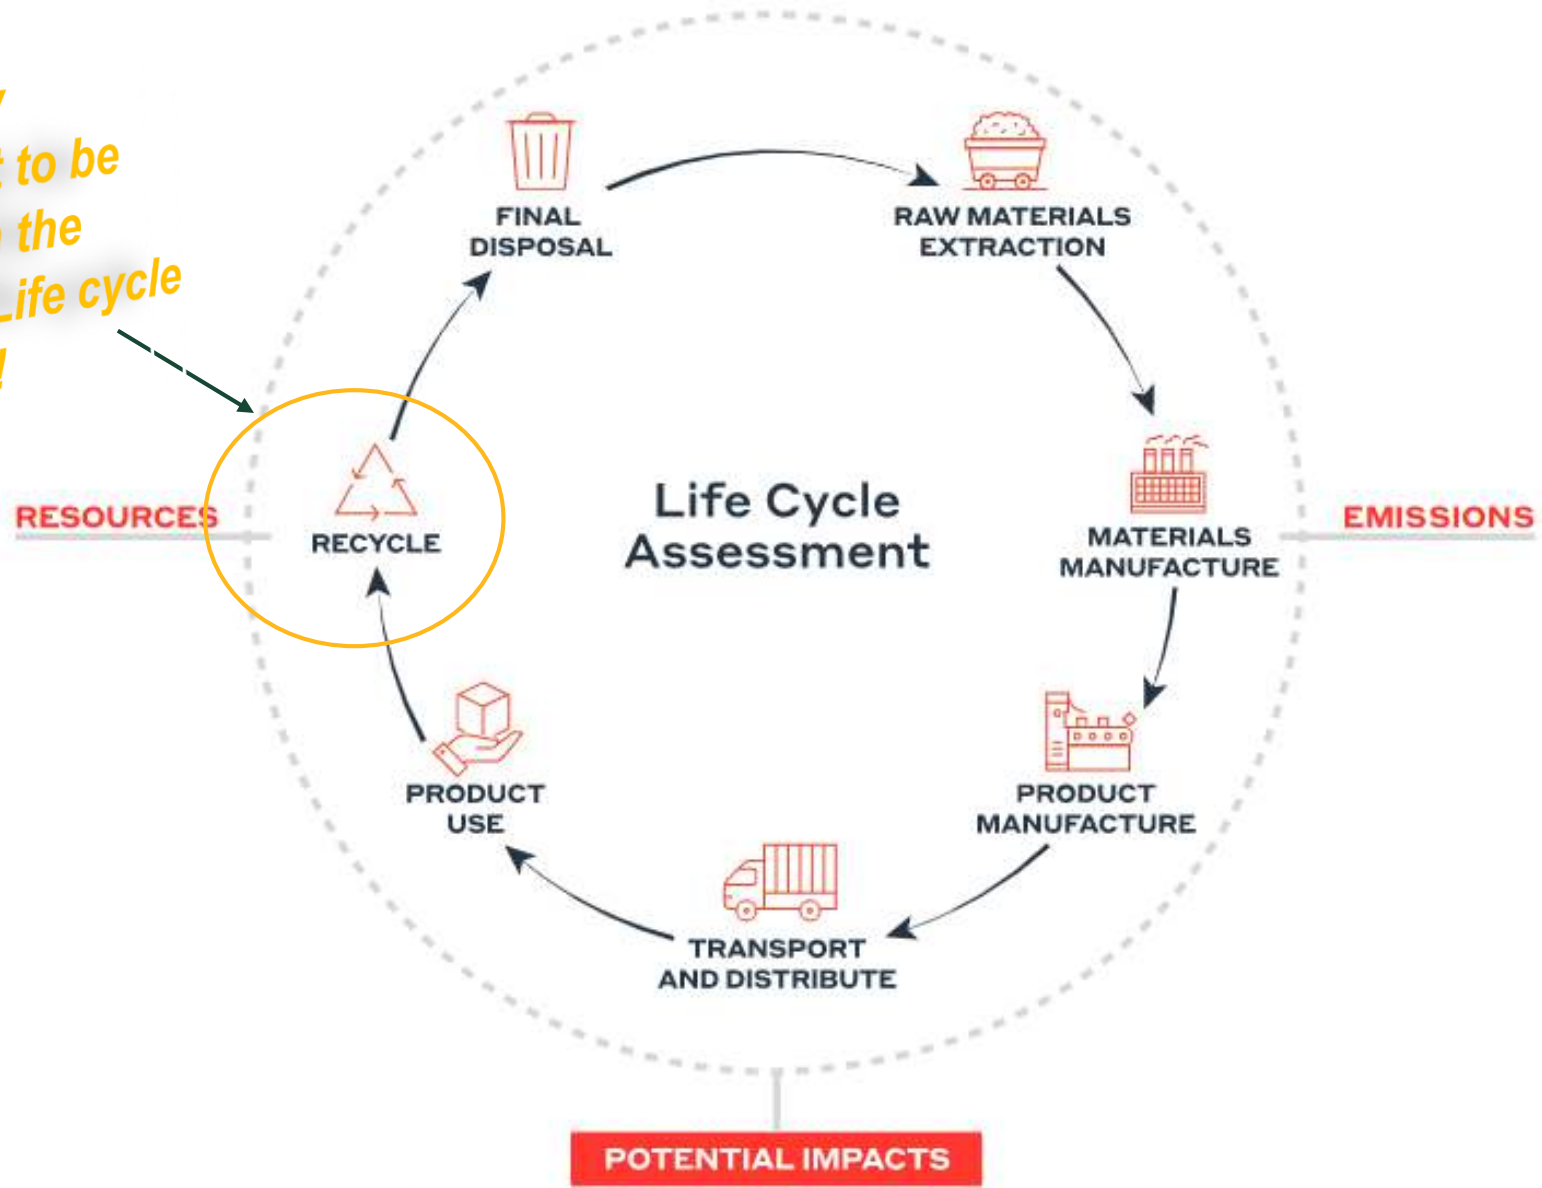 to be
the
Life cycle
!
FINAL
DISPOSAL
RAW MATERIALS
EXTRACTION
RESOURCES
RECYCLE
Life Cycle
Assessment
MATERIALS
MANUFACTURE
EMISSIONS
PRODUCT
USE
PRODUCT
MANUFACTURE
TRANSPORT
AND DISTRIBUTE
POTENTIAL IMPACTS